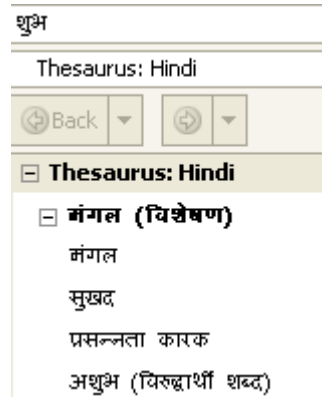 शुभ
Thesaurus: Hindi
Back
Thesaurus: Hindi
मंगल (विशेषण)
मंगल
सुखद
प्रसन्नता कारक
अशुभ (विरुद्धार्थी शब्द)